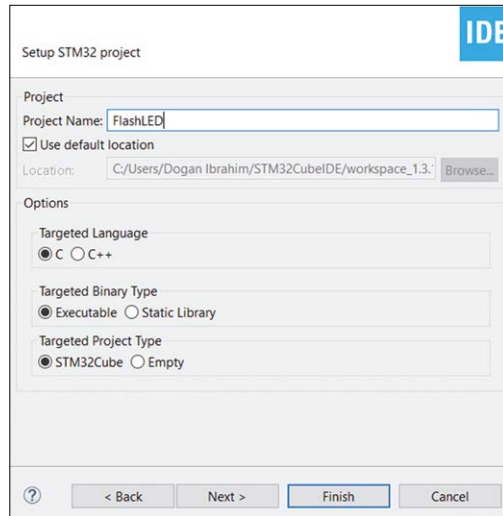 IDE
Setup STM32 project
Project
Project Name: FlashLED
Use default location
Location: C:/Users/Dogan Ibrahim/STM32CubeIDE/workspace_1.3. Browse...
Options
Targeted Language
C C++
Targeted Binary Type
Executable Static Library
Targeted Project Type
STM32Cube Empty
? < Back Next > Finish Cancel